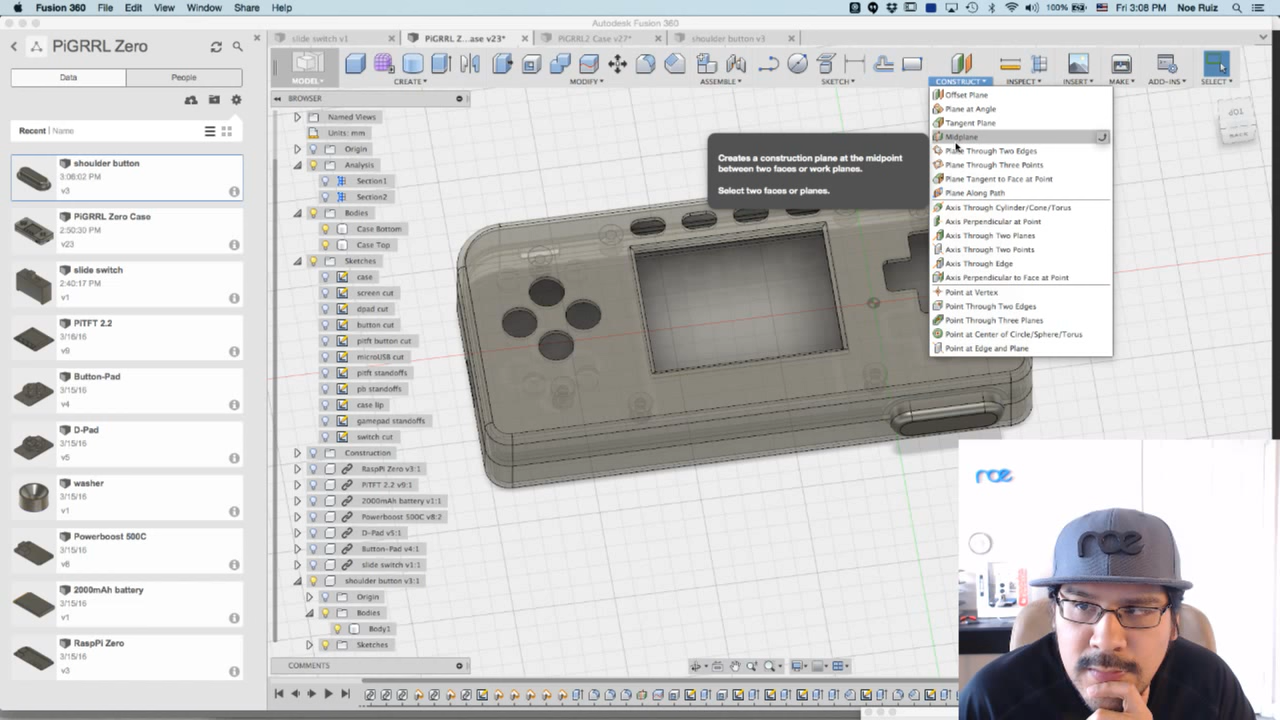 Fusion 360 File Edit View Window Share Help
100% Fri 3:08 PM Noe Ruiz
Autodesk Fusion 360
PiGRRL Zero
slide switch v1
PiGRRL Z...ase v23*
PiGRRL2 Case v27*
shoulder button v3
MODEL
CREATE
MODIFY
ASSEMBLE
SKETCH
CONSTRUCT
INSPECT
INSERT
MAKE
ADD-INS
SELECT
Data
People
Recent | Name
shoulder button
3:06:02 PM
v3
PiGRRL Zero Case
2:50:30 PM
v23
slide switch
2:40:17 PM
v1
PiTFT 2.2
3/16/16
v9
Button-Pad
3/15/16
v4
D-Pad
3/15/16
v5
washer
3/15/16
v1
Powerboost 500C
3/15/16
v8
2000mAh battery
3/15/16
v1
RaspPi Zero
3/15/16
v3
BROWSER
Named Views
Units: mm
Origin
Analysis
Section1
Section2
Bodies
Case Bottom
Case Top
Sketches
case
screen cut
dpad cut
button cut
pitft button cut
microUSB cut
pitft standoffs
pb standoffs
case lip
gamepad standoffs
switch cut
Construction
RaspPi Zero v3:1
PiTFT 2.2 v9:1
2000mAh battery v1:1
Powerboost 500C v8:2
D-Pad v5:1
Button-Pad v4:1
slide switch v1:1
shoulder button v3:1
Origin
Bodies
Body1
Sketches
COMMENTS
Creates a construction plane at the midpoint
between two faces or work planes.
Select two faces or planes.
Offset Plane
Plane at Angle
Tangent Plane
Midplane
Plane Through Two Edges
Plane Through Three Points
Plane Tangent to Face at Point
Plane Along Path
Axis Through Cylinder/Cone/Torus
Axis Perpendicular at Point
Axis Through Two Planes
Axis Through Two Points
Axis Through Edge
Axis Perpendicular to Face at Point
Point at Vertex
Point Through Two Edges
Point Through Three Planes
Point at Center of Circle/Sphere/Torus
Point at Edge and Plane
TOP
BACK
noe
noe